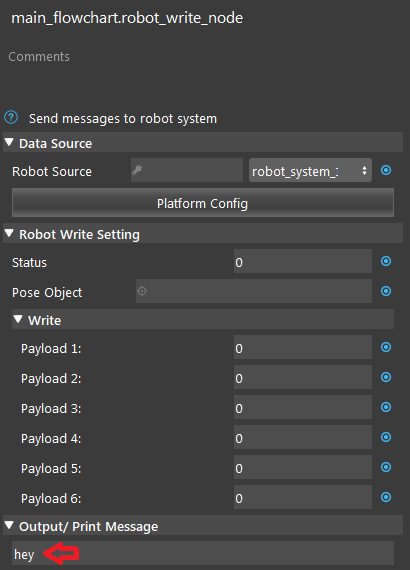 main_flowchart.robot_write_node
Comments
Send messages to robot system
Data Source
Robot Source robot_system_
Platform Config
Robot Write Setting
Status 0
Pose Object
Write
Payload 1: 0
Payload 2: 0
Payload 3: 0
Payload 4: 0
Payload 5: 0
Payload 6: 0
Output/ Print Message
hey